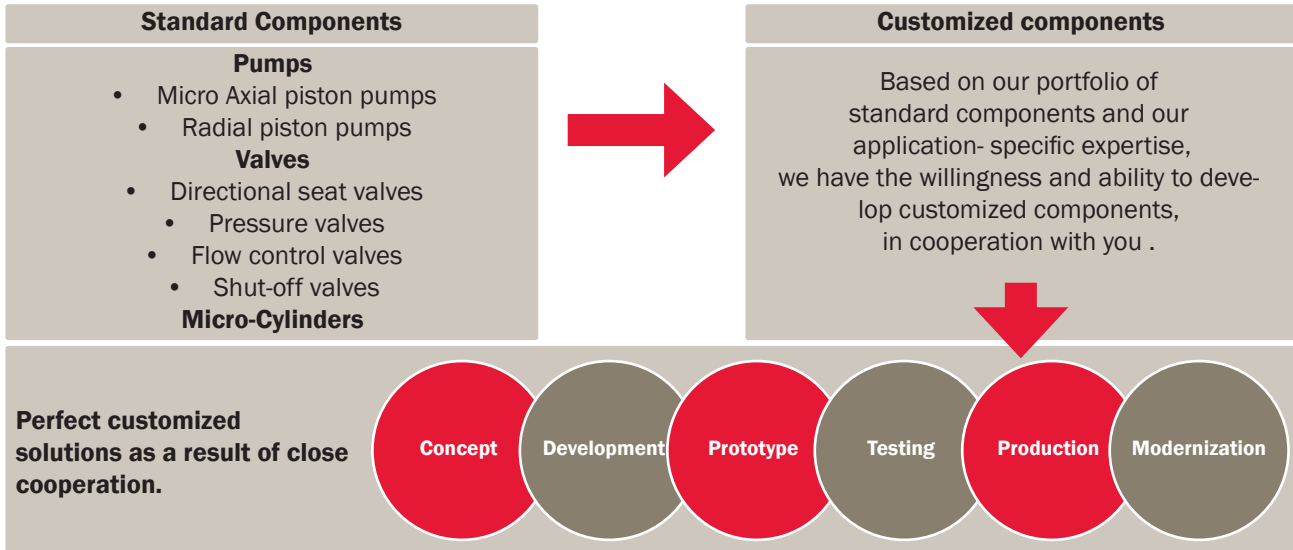 Standard Components
Pumps
• Micro Axial piston pumps
• Radial piston pumps
Valves
• Directional seat valves
• Pressure valves
• Flow control valves
• Shut-off valves
Micro-Cylinders
Customized components
Based on our portfolio of
standard components and our
application- specific expertise,
we have the willingness and ability to deve-
lop customized components,
in cooperation with you .
Perfect customized
solutions as a result of close
cooperation.
Concept
Development
Prototype
Testing
Production
Modernization